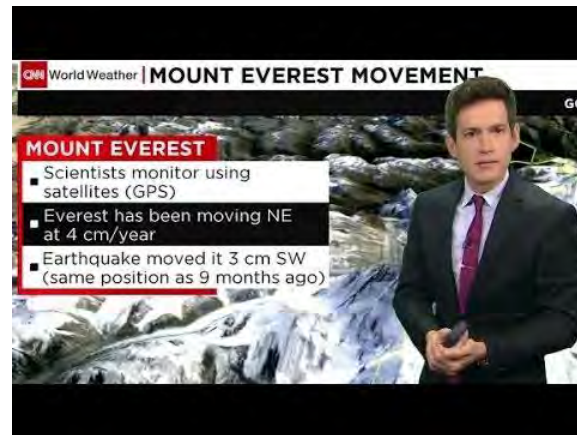 CNN World Weather | MOUNT EVEREST MOVEMENT
MOUNT EVEREST
▪ Scientists monitor using
satellites (GPS)
▪ Everest has been moving NE
at 4 cm/year
▪ Earthquake moved it 3 cm SW
(same position as 9 months ago)